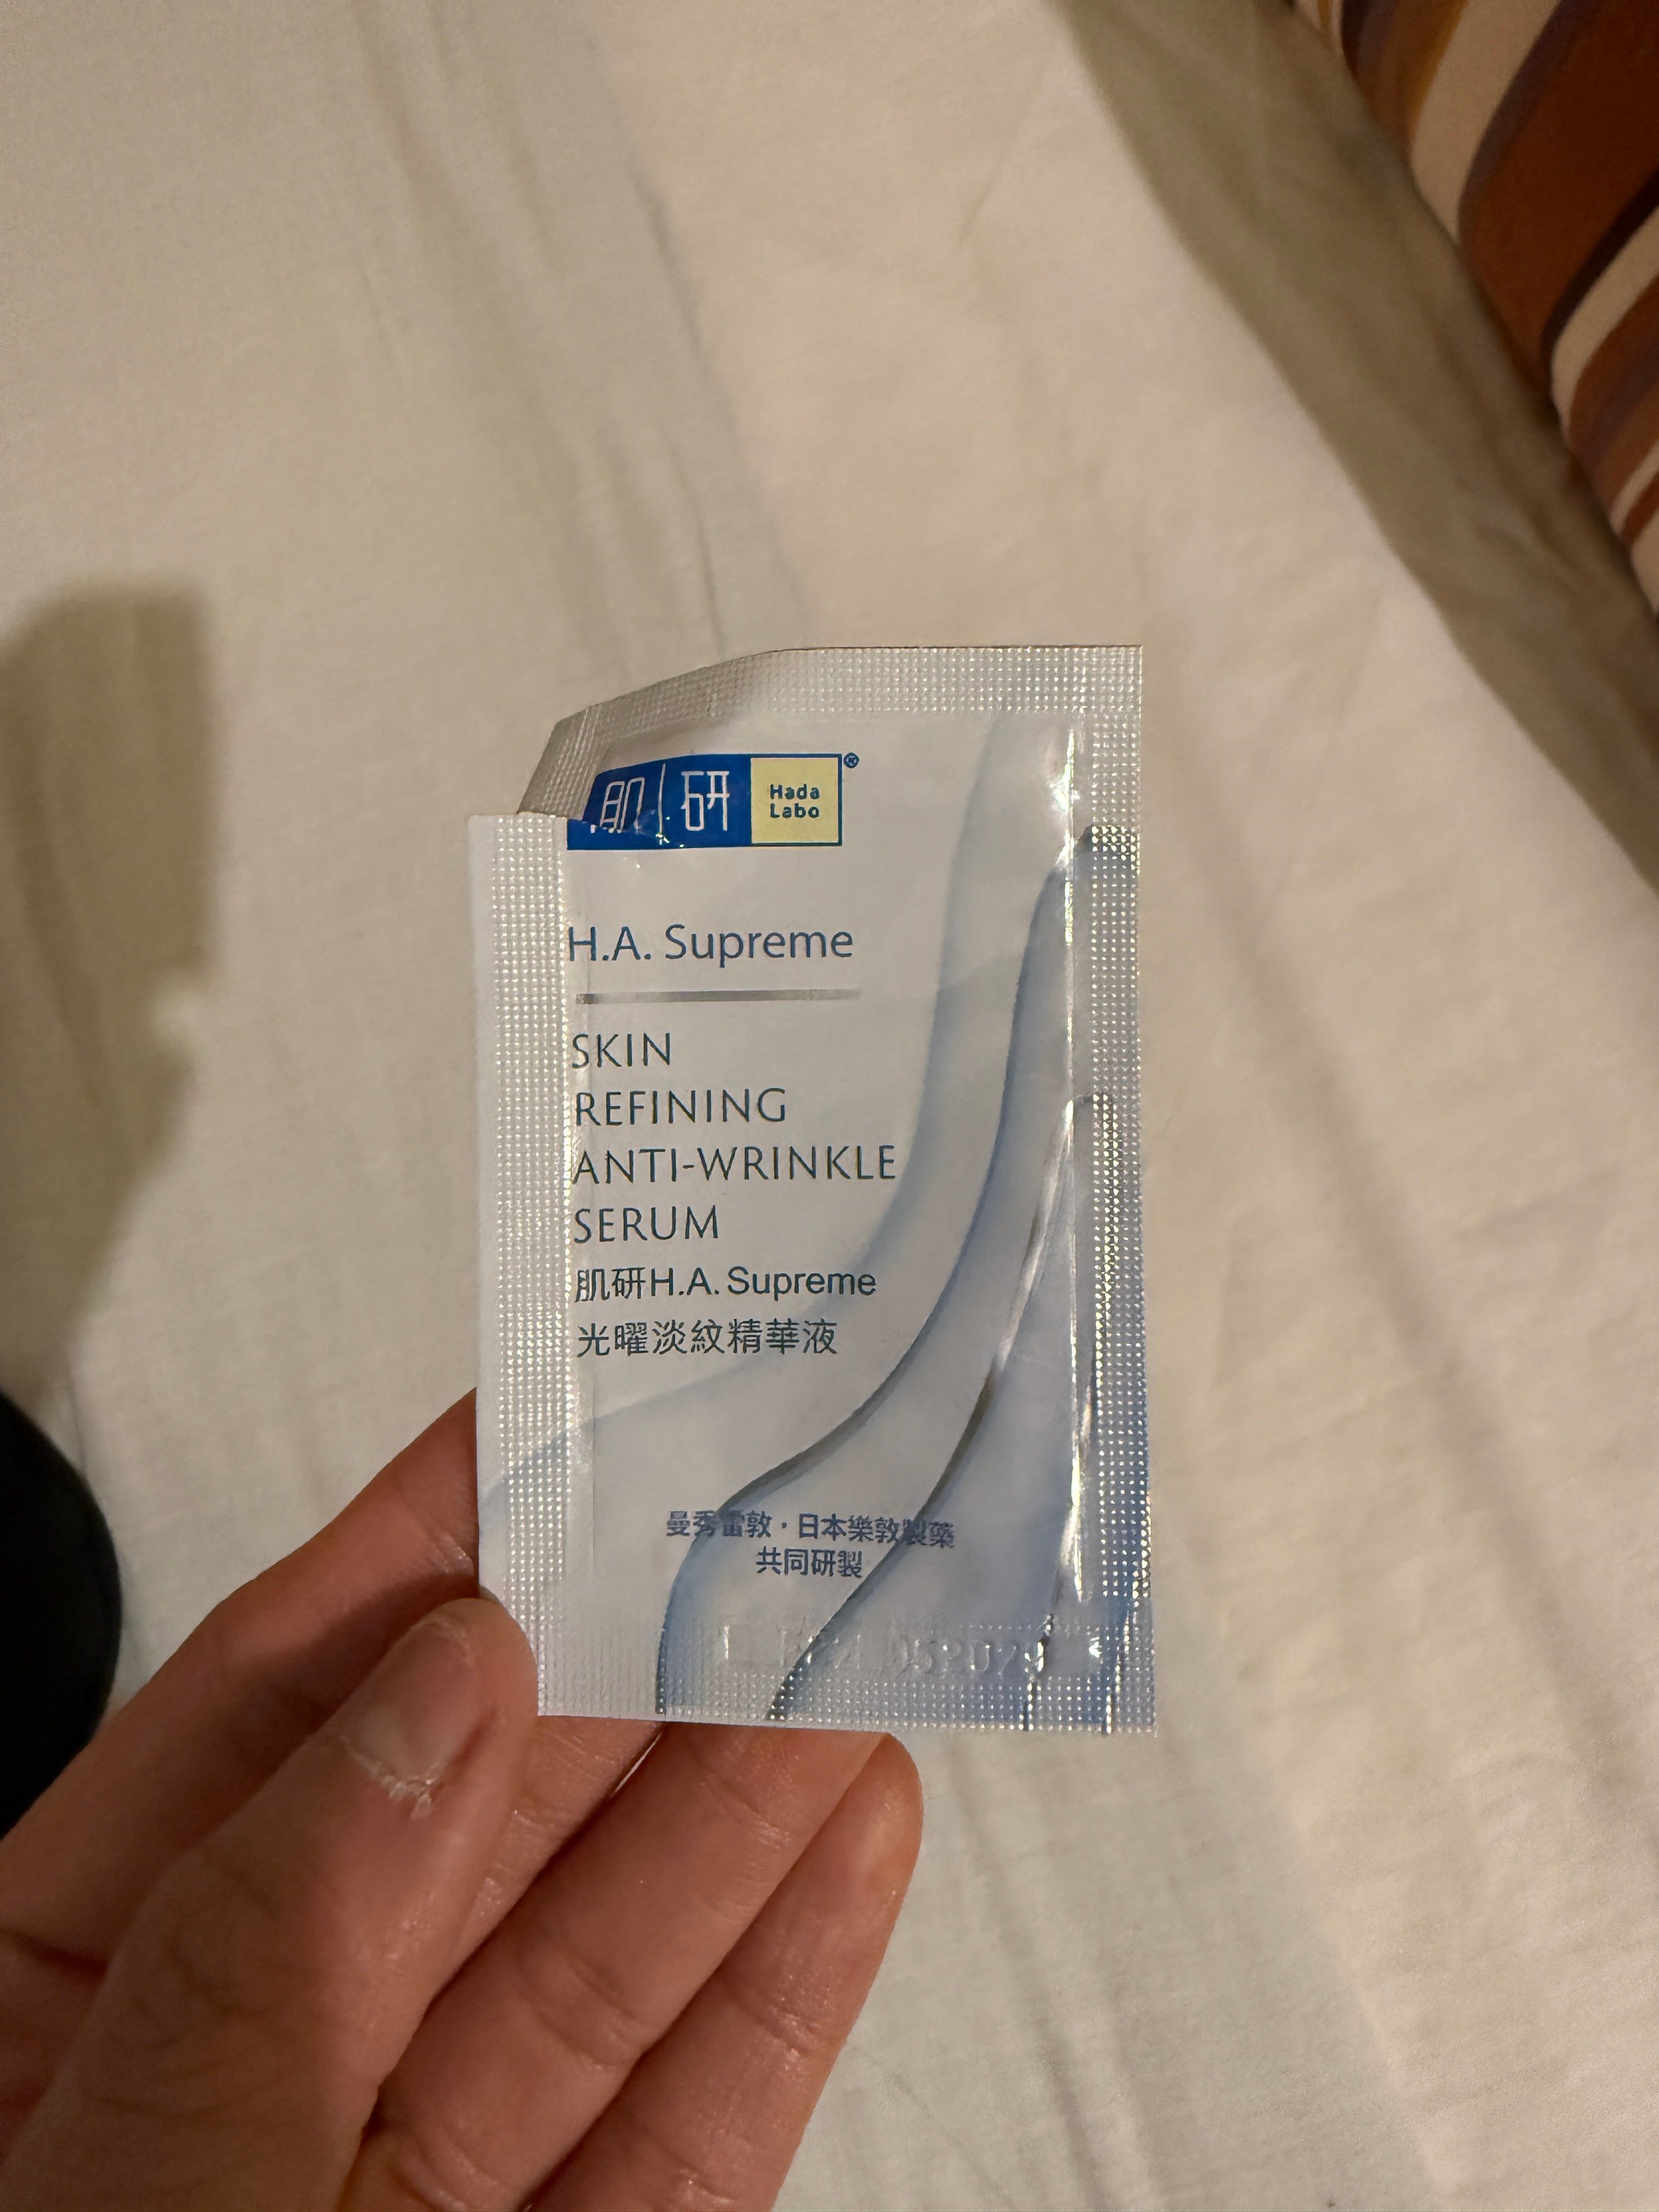 肌研 Hada
Labo ®
H.A. Supreme
SKIN
REFINING
ANTI-WRINKLE
SERUM
肌研H.A. Supreme
光曜淡紋精華液
曼秀雷敦・日本樂敦製藥
共同研製